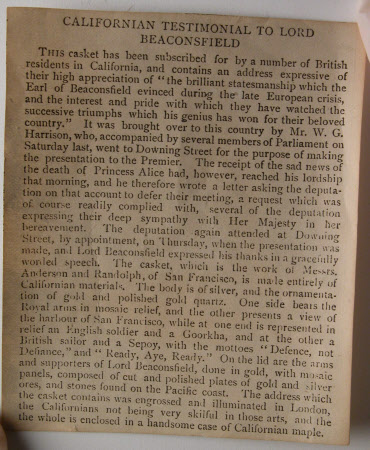 CALIFORNIAN TESTIMONIAL TO LORD
BEACONSFIELD
THIS casket has been subscribed for by a number of British
residents in California, and contains an address expressive of
their high appreciation of "the brilliant statesmanship which the
Earl of Beaconsfield evinced during the late European crisis,
and the interest and pride with which they have watched the
successive triumphs which his genius has won for their beloved
country." It was brought over to this country by Mr. W. G.
Harrison, who, accompanied by several members of Parliament on
Saturday last, went to Downing Street for the purpose of making
the presentation to the Premier. The receipt of the sad news of
the death of Princess Alice had, however, reached his lordship
that morning, and he therefore wrote a letter asking the deputa-
tion on that account to defer their meeting, a request which was
of course readily complied with, several of the deputation
expressing their deep sympathy with Her Majesty in her
bereavement. The deputation again attended at Downing
Street, by appointment, on Thursday, when the presentation was
made, and Lord Beaconsfield expressed his thanks in a gracefully
worded speech. The casket, which is the work of Messrs.
Anderson and Randolph, of San Francisco, is made entirely of
Californian materials. The body is of silver, and the ornamenta-
tion of gold and polished gold quartz. One side bears the
Royal arms in mosaic relief, and the other presents a view of
the harbour of San Francisco, while at one end is represented in
relief an English soldier and a Goorkha, and at the other a
British sailor and a Sepoy, with the mottoes "Defence, not
Defiance," and "Ready, Aye, Ready." On the lid are the arms
and supporters of Lord Beaconsfield, done in gold, with mosaic
panels, composed of cut and polished plates of gold and silver
ores, and stones found on the Pacific coast. The address which
the casket contains was engrossed and illuminated in London,
the Californians not being very skilful in those arts, and the
the whole is enclosed in a handsome case of Californian maple.